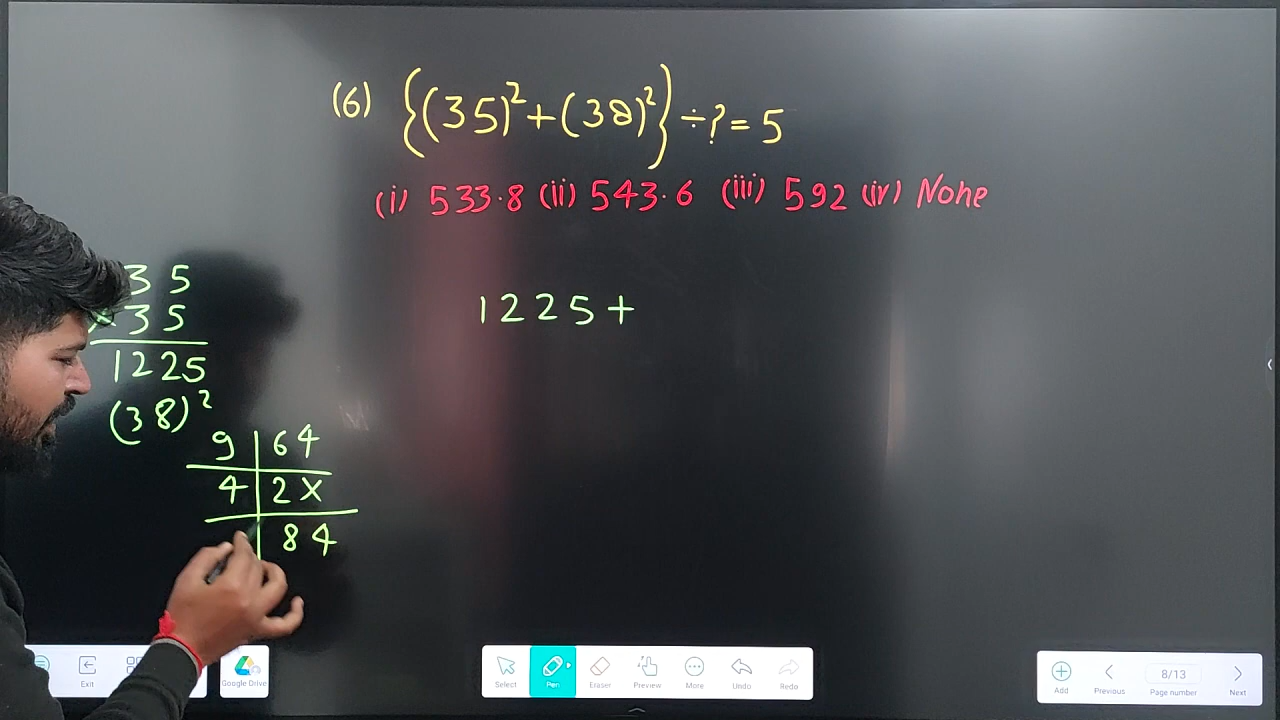 (6) {(35)²+(38)²}÷?=5
(i) 533.8 (ii) 543.6 (iii) 592 (iv) None
35
×35
1225
(38)²
9|64
4|2×
|84
1225+
Exit
Google Drive
Select Pen Eraser Preview More Undo Redo
Add Previous 8/13 Page number Next